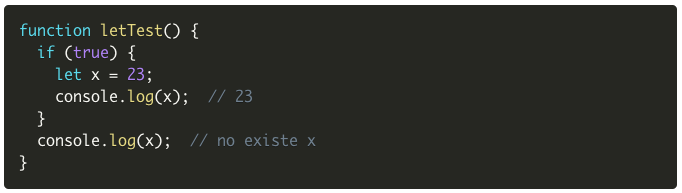 function letTest() {
  if (true) {
    let x = 23;
    console.log(x);  // 23
  }
  console.log(x);  // no existe x
}